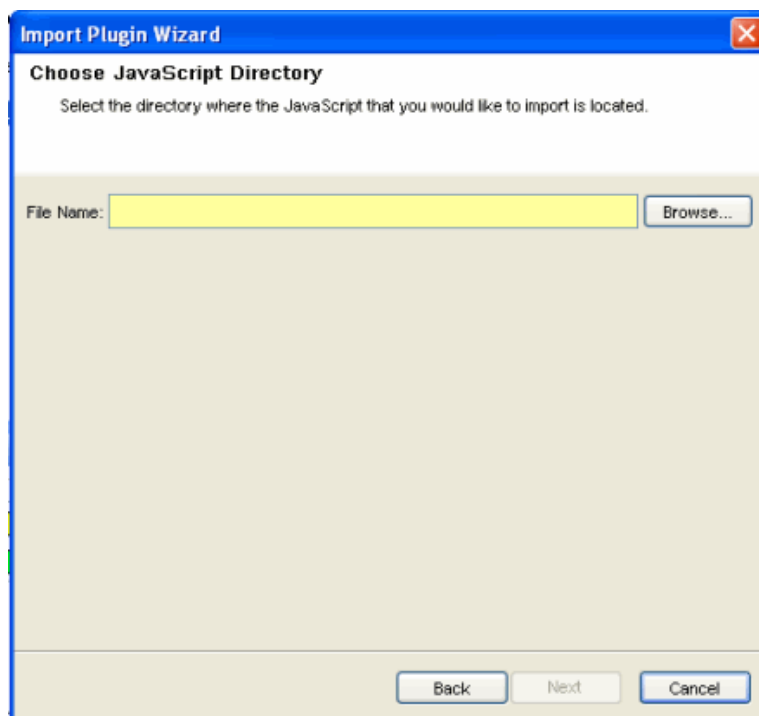 Import Plugin Wizard
Choose JavaScript Directory
Select the directory where the JavaScript that you would like to import is located.
File Name:
Browse...
Back
Next
Cancel